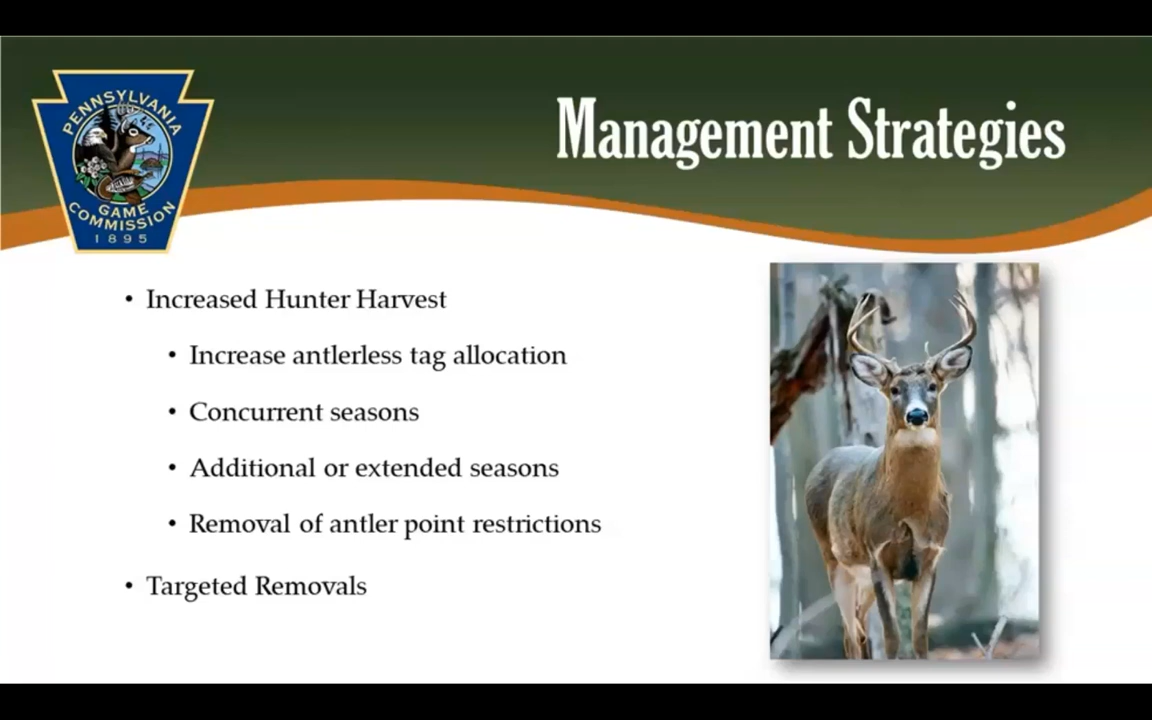 PENNSYLVANIA
GAME
COMMISSION
1895
Management Strategies
• Increased Hunter Harvest
• Increase antlerless tag allocation
• Concurrent seasons
• Additional or extended seasons
• Removal of antler point restrictions
• Targeted Removals